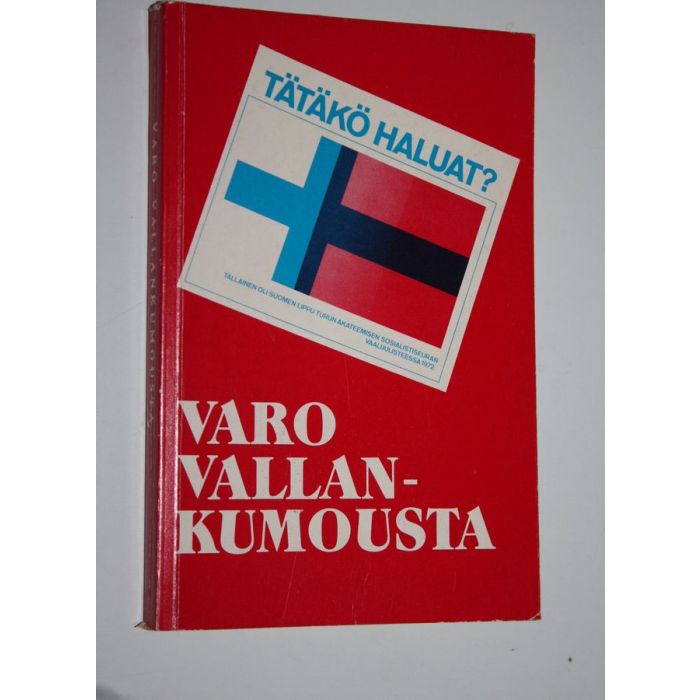 TÄTÄKÖ HALUAT?
TÄLLAINEN OLI SUOMEN LIPPU TURUN AKATEEMISEN SOSIALISTISEURAN
VAALIJULISTEESSA 1972.
VARO
VALLAN-
KUMOUSTA
VARO VALLANKUMOUSTA